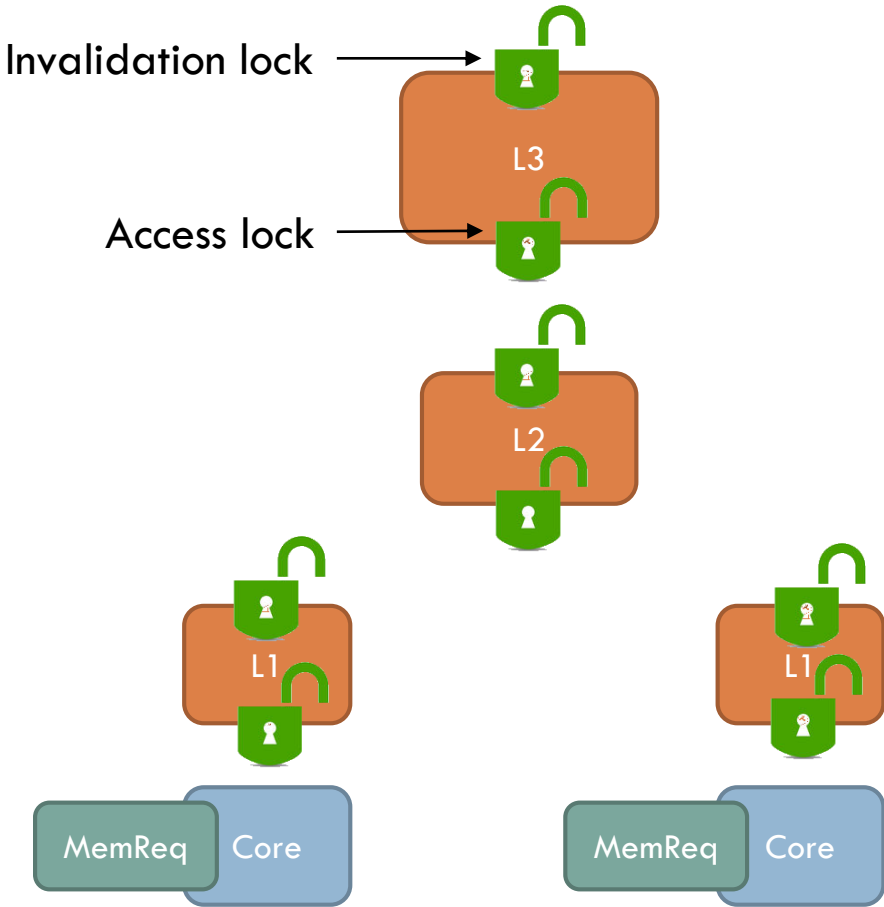 Invalidation lock
L3
Access lock
L2
L1
L1
MemReq
Core
MemReq
Core